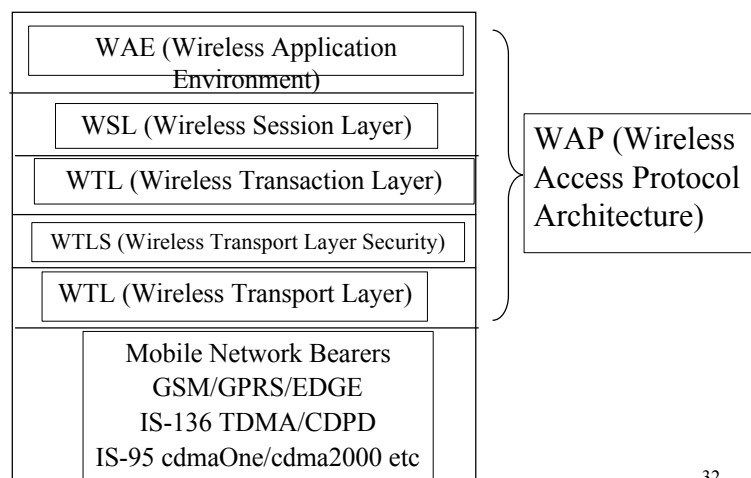 WAE (Wireless Application
Environment)
WSL (Wireless Session Layer)
WTL (Wireless Transaction Layer)
WTLS (Wireless Transport Layer Security)
WTL (Wireless Transport Layer)
Mobile Network Bearers
GSM/GPRS/EDGE
IS-136 TDMA/CDPD
IS-95 cdmaOne/cdma2000 etc
WAP (Wireless
Access Protocol
Architecture)
32